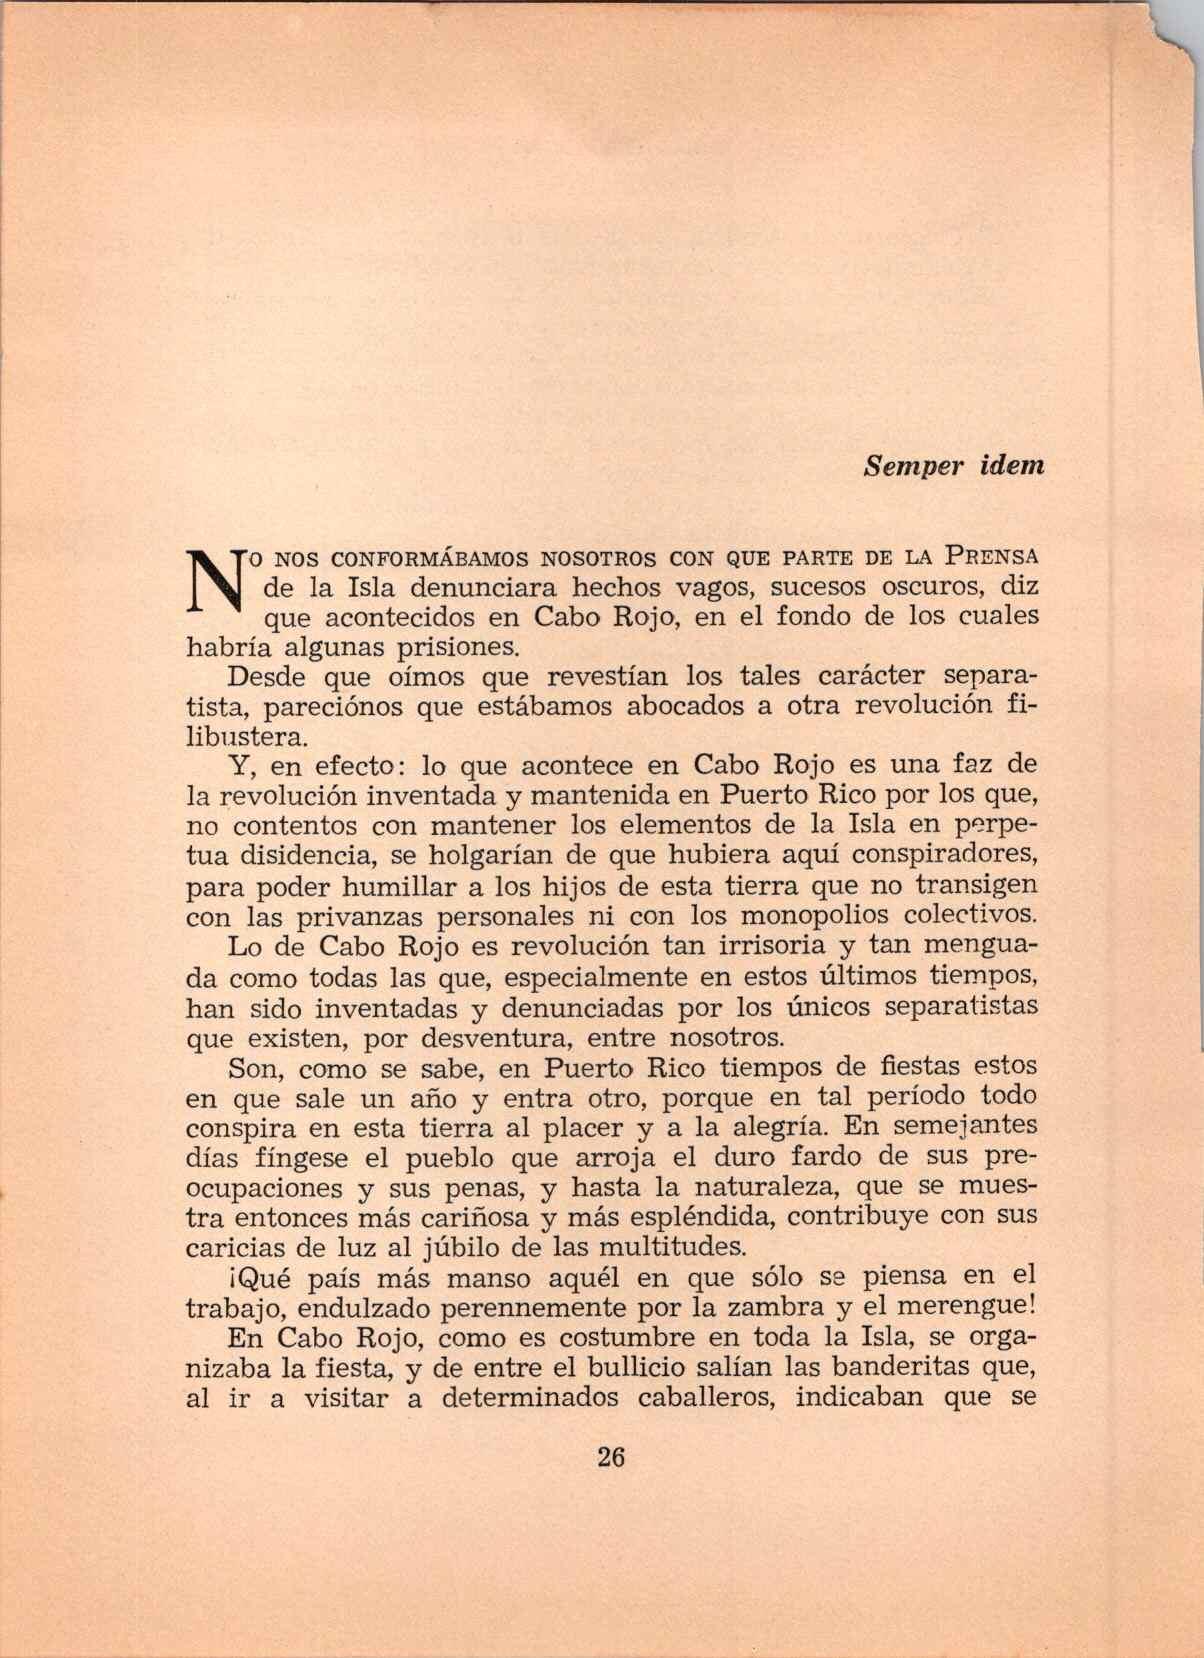 Semper idem
No nos conformábamos nosotros con que parte de la Prensa
de la Isla denunciara hechos vagos, sucesos oscuros, diz
que acontecidos en Cabo Rojo, en el fondo de los cuales
habría algunas prisiones.
Desde que oímos que revestían los tales carácter separa-
tista, pareciónos que estábamos abocados a otra revolución fi-
libustera.
Y, en efecto: lo que acontece en Cabo Rojo es una faz de
la revolución inventada y mantenida en Puerto Rico por los que,
no contentos con mantener los elementos de la Isla en perpe-
tua disidencia, se holgarían de que hubiera aquí conspiradores,
para poder humillar a los hijos de esta tierra que no transigen
con las privanzas personales ni con los monopolios colectivos.
Lo de Cabo Rojo es revolución tan irrisoria y tan mengua-
da como todas las que, especialmente en estos últimos tiempos,
han sido inventadas y denunciadas por los únicos separatistas
que existen, por desventura, entre nosotros.
Son, como se sabe, en Puerto Rico tiempos de fiestas estos
en que sale un año y entra otro, porque en tal período todo
conspira en esta tierra al placer y a la alegría. En semejantes
días fíngese el pueblo que arroja el duro fardo de sus pre-
ocupaciones y sus penas, y hasta la naturaleza, que se mues-
tra entonces más cariñosa y más espléndida, contribuye con sus
caricias de luz al júbilo de las multitudes.
¡Qué país más manso aquél en que sólo se piensa en el
trabajo, endulzado perennemente por la zambra y el merengue!
En Cabo Rojo, como es costumbre en toda la Isla, se orga-
nizaba la fiesta, y de entre el bullicio salían las banderitas que,
al ir a visitar a determinados caballeros, indicaban que se
26